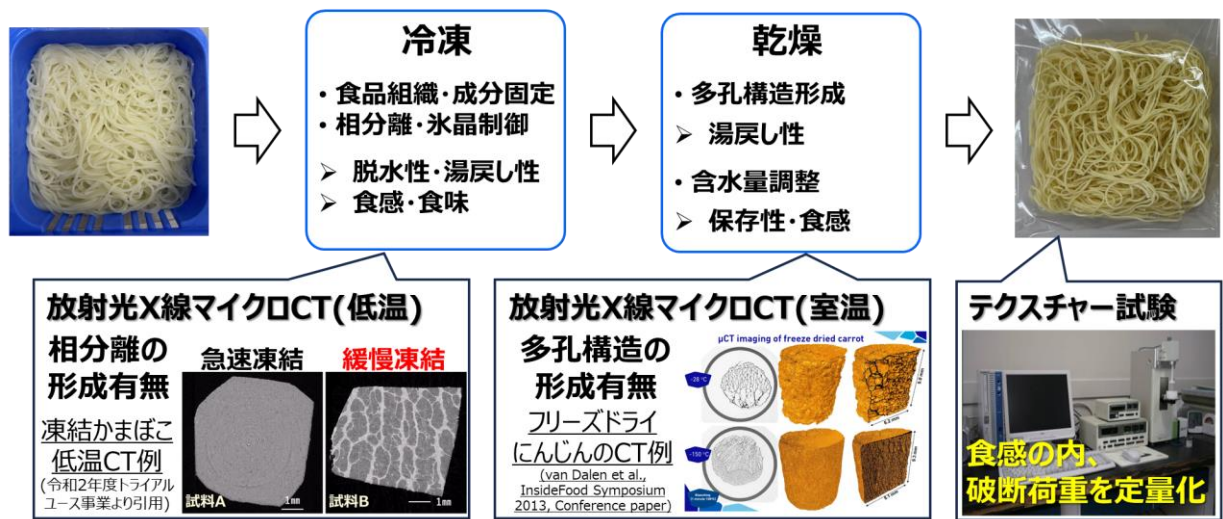 冷凍
・食品組織・成分固定
・相分離・氷晶制御
➢ 脱水性・湯戻し性
➢ 食感・食味
乾燥
・多孔構造形成
➢ 湯戻し性
・含水量調整
➢ 保存性・食感
放射光X線マイクロCT(低温)
相分離の
形成有無
凍結かまぼこ
低温CT例
(令和2年度トライアル
ユース事業より引用)
急速凍結
緩慢凍結
試料A
1mm
試料B
1mm
放射光X線マイクロCT(室温)
多孔構造の
形成有無
フリーズドライ
にんじんのCT例
(van Dalen et al.,
InsideFood Symposium
2013, Conference paper)
μCT imaging of freeze dried carrot
-28 °C
-150 °C
テクスチャー試験
食感の内、
破断荷重を定量化